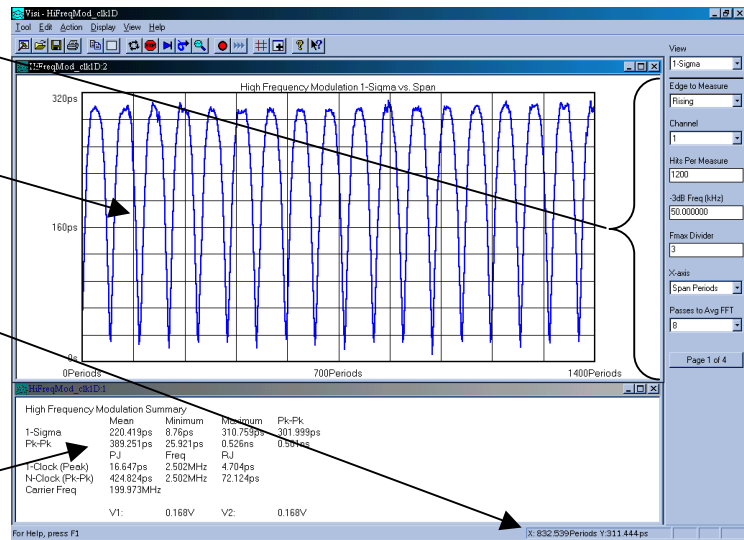 Visi - HiFreqMod_clk1D
Tool Edit Action Display View Help
HiFreqMod_clk1D:2
High Frequency Modulation 1-Sigma vs. Span
320ps
160ps
0s
0Periods 700Periods 1400Periods
HiFreqMod_clk1D:1
High Frequency Modulation Summary
Mean Minimum Maximum Pk-Pk
1-Sigma 220.419ps 8.76ps 310.759ps 301.999ps
Pk-Pk 389.251ps 25.921ps 0.526ns 0.501ns
PJ Freq RJ
1-Clock (Peak) 16.647ps 2.502MHz 4.704ps
N-Clock (Pk-Pk) 424.824ps 2.502MHz 72.124ps
Carrier Freq 199.973MHz
V1: 0.168V V2: 0.168V
View
1-Sigma
Edge to Measure
Rising
Channel
1
Hits Per Measure
1200
-3dB Freq (kHz)
50.000000
Fmax Divider
3
X-axis
Span Periods
Passes to Avg FFT
8
Page 1 of 4
For Help, press F1
X: 832.539Periods Y:311.444ps